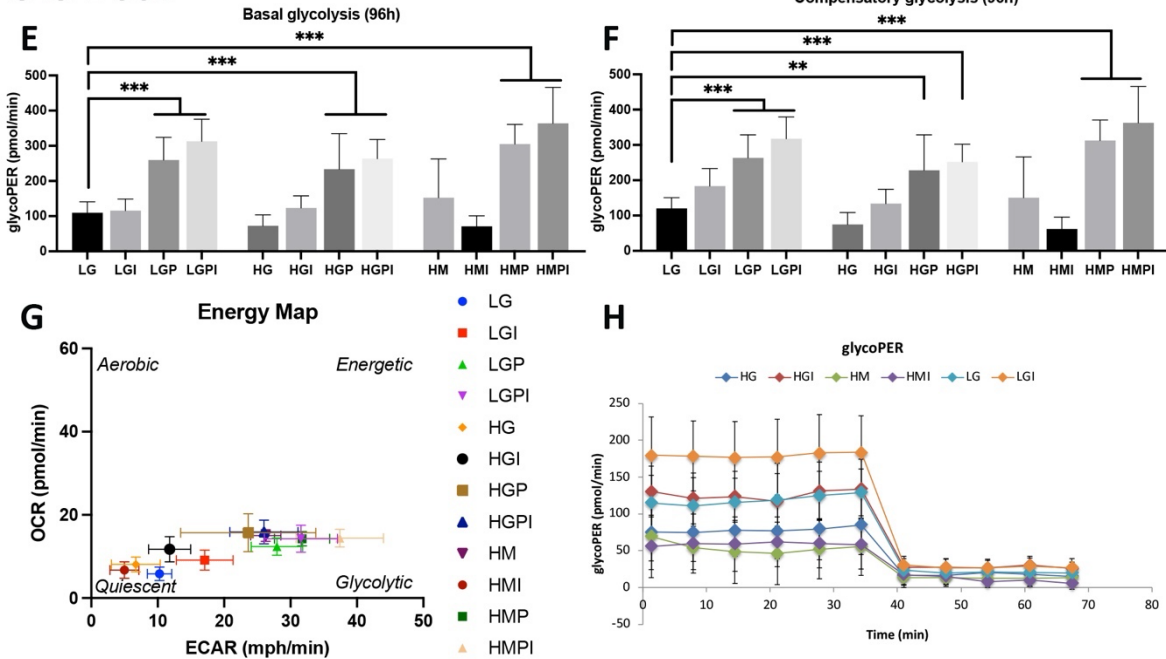 Basal glycolysis (96h)
E
***
***
***
glycoPER (pmol/min)
500
400
300
200
100
0
LG LGI LGP LGPI HG HGI HGP HGPI HM HMI HMP HMPI
F
***
***
**
***
glycoPER (pmol/min)
500
400
300
200
100
0
LG LGI LGP LGPI HG HGI HGP HGPI HM HMI HMP HMPI
G
Energy Map
Aerobic
Energetic
Quiescent
Glycolytic
OCR (pmol/min)
60
40
20
0
0 10 20 30 40 50
ECAR (mph/min)
LG
LGI
LGP
LGPI
HG
HGI
HGP
HGPI
HM
HMI
HMP
HMPI
H
glycoPER
HG HGI HM HMI LG LGI
glycoPER (pmol/min)
250
200
150
100
50
0
-50
0 10 20 30 40 50 60 70 80
Time (min)